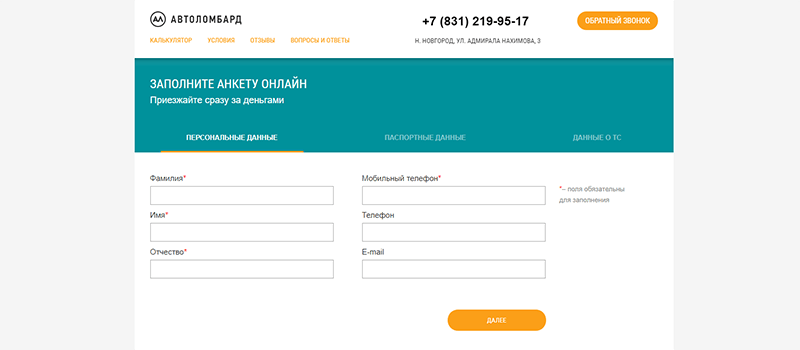 АВТОЛОМБАРД
+7 (831) 219-95-17
ОБРАТНЫЙ ЗВОНОК
КАЛЬКУЛЯТОР УСЛОВИЯ ОТЗЫВЫ ВОПРОСЫ И ОТВЕТЫ
Н. НОВГОРОД, УЛ. АДМИРАЛА НАХИМОВА, 3
ЗАПОЛНИТЕ АНКЕТУ ОНЛАЙН
Приезжайте сразу за деньгами
ПЕРСОНАЛЬНЫЕ ДАННЫЕ ПАСПОРТНЫЕ ДАННЫЕ ДАННЫЕ О ТС
Фамилия*
Мобильный телефон*
*– поля обязательны
для заполнения
Имя*
Телефон
Отчество*
E-mail
ДАЛЕЕ